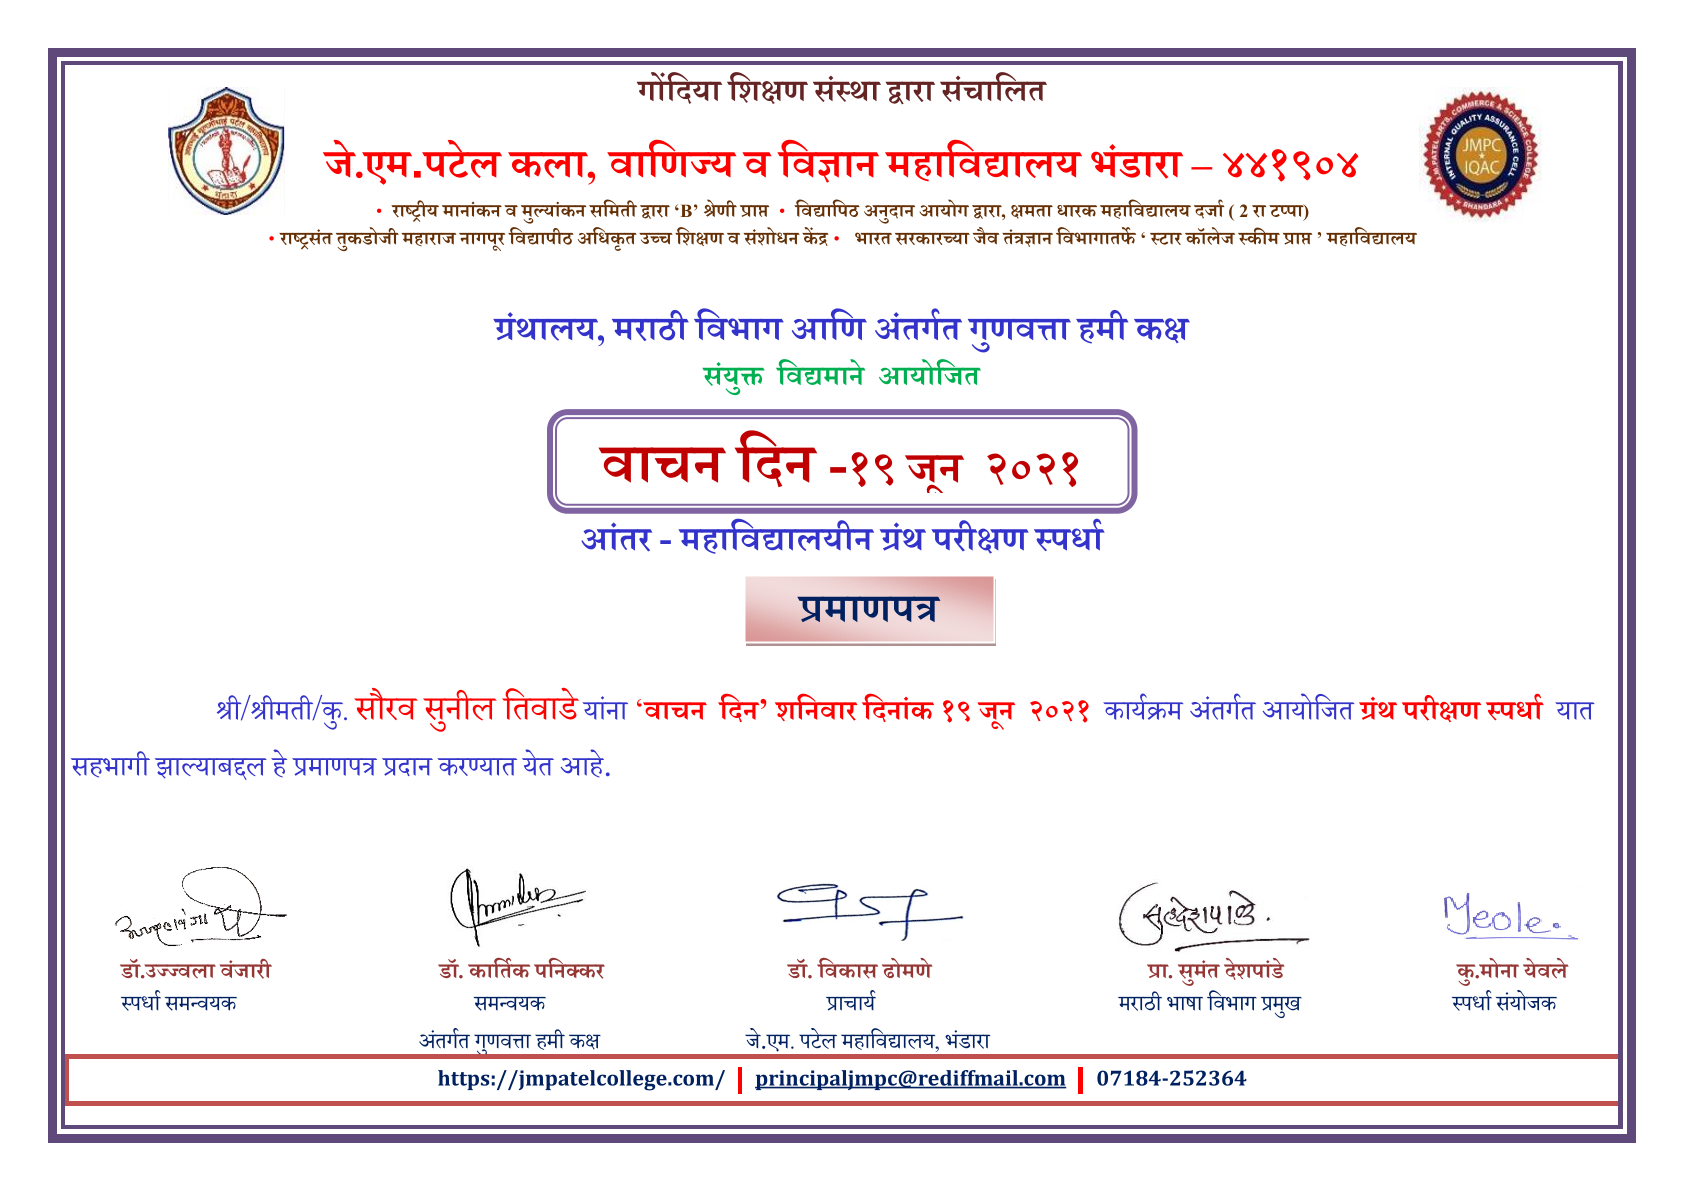 गोंदिया शिक्षण संस्था द्वारा संचालित
जे.एम.पटेल कला, वाणिज्य व विज्ञान महाविद्यालय भंडारा – ४४१९०४
• राष्ट्रीय मानांकन व मुल्यांकन समिती द्वारा ‘B’ श्रेणी प्राप्त • विद्यापिठ अनुदान आयोग द्वारा, क्षमता धारक महाविद्यालय दर्जा ( 2 रा टप्पा)
• राष्ट्रसंत तुकडोजी महाराज नागपूर विद्यापीठ अधिकृत उच्च शिक्षण व संशोधन केंद्र • भारत सरकारच्या जैव तंत्रज्ञान विभागातर्फे ‘ स्टार कॉलेज स्कीम प्राप्त ’ महाविद्यालय
J.M.PATEL ARTS, COMMERCE & SCIENCE COLLEGE
INTERNAL QUALITY ASSURANCE CELL
JMPC
IQAC
BHANDARA
भंडारा
ग्रंथालय, मराठी विभाग आणि अंतर्गत गुणवत्ता हमी कक्ष
संयुक्त विद्यमाने आयोजित
वाचन दिन -१९ जून २०२१
आंतर - महाविद्यालयीन ग्रंथ परीक्षण स्पर्धा
प्रमाणपत्र
श्री/श्रीमती/कु. सौरव सुनील तिवाडे यांना ‘वाचन दिन’ शनिवार दिनांक १९ जून २०२१ कार्यक्रम अंतर्गत आयोजित ग्रंथ परीक्षण स्पर्धा यात
सहभागी झाल्याबद्दल हे प्रमाणपत्र प्रदान करण्यात येत आहे.
Meole.
डॉ.उज्ज्वला वंजारी डॉ. कार्तिक पनिक्कर डॉ. विकास ढोमणे प्रा. सुमंत देशपांडे कु.मोना येवले
स्पर्धा समन्वयक समन्वयक प्राचार्य मराठी भाषा विभाग प्रमुख स्पर्धा संयोजक
अंतर्गत गुणवत्ता हमी कक्ष जे.एम. पटेल महाविद्यालय, भंडारा
https://jmpatelcollege.com/ | principaljmpc@rediffmail.com | 07184-252364